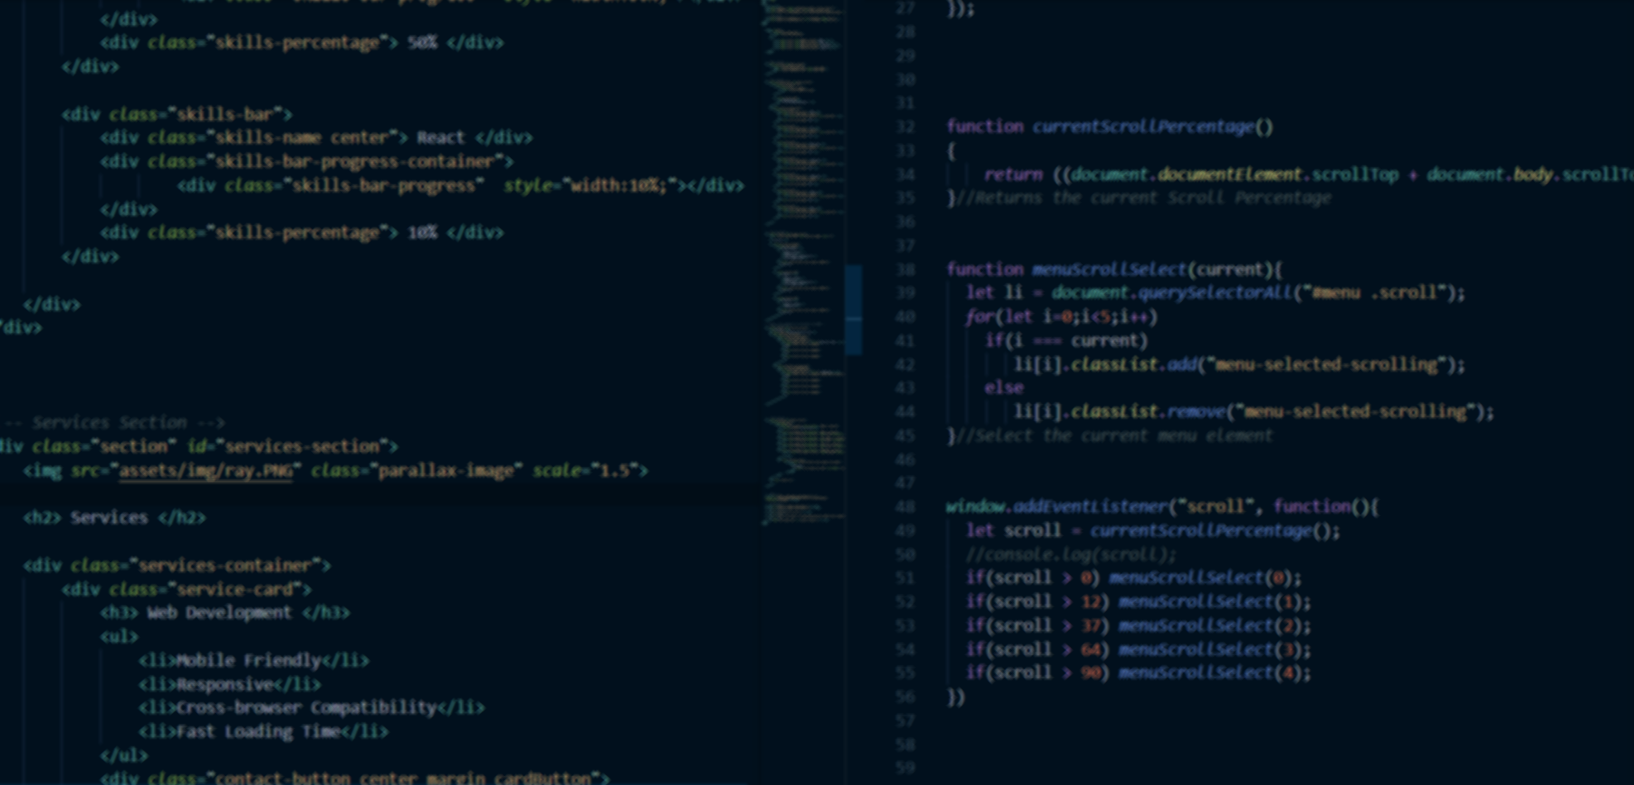 </div>
<div class="skills-percentage"> 50% </div>
</div>
<div class="skills-bar">
<div class="skills-name center"> React </div>
<div class="skills-bar-progress-container">
<div class="skills-bar-progress"  style="width:10%;"></div>
</div>
<div class="skills-percentage"> 10% </div>
</div>
</div>
/div>
-- Services Section -->
div class="section" id="services-section">
<img src="assets/img/ray.PNG" class="parallax-image" scale="1.5">
<h2> Services </h2>
<div class="services-container">
<div class="service-card">
<h3> Web Development </h3>
<ul>
<li>Mobile Friendly</li>
<li>Responsive</li>
<li>Cross-browser Compatibility</li>
<li>Fast Loading Time</li>
</ul>
<div class="contact-button center margin cardButton">
27 });
28
29
30
31
32 function currentScrollPercentage()
33 {
34 return ((document.documentElement.scrollTop + document.body.scrollTo
35 }//Returns the current Scroll Percentage
36
37
38 function menuScrollSelect(current){
39 let li = document.querySelectorAll("#menu .scroll");
40 for(let i=0;i<5;i++)
41 if(i === current)
42 li[i].classList.add("menu-selected-scrolling");
43 else
44 li[i].classList.remove("menu-selected-scrolling");
45 }//Select the current menu element
46
47
48 window.addEventListener("scroll", function(){
49 let scroll = currentScrollPercentage();
50 //console.log(scroll);
51 if(scroll > 0) menuScrollSelect(0);
52 if(scroll > 12) menuScrollSelect(1);
53 if(scroll > 37) menuScrollSelect(2);
54 if(scroll > 64) menuScrollSelect(3);
55 if(scroll > 90) menuScrollSelect(4);
56 })
57
58
59